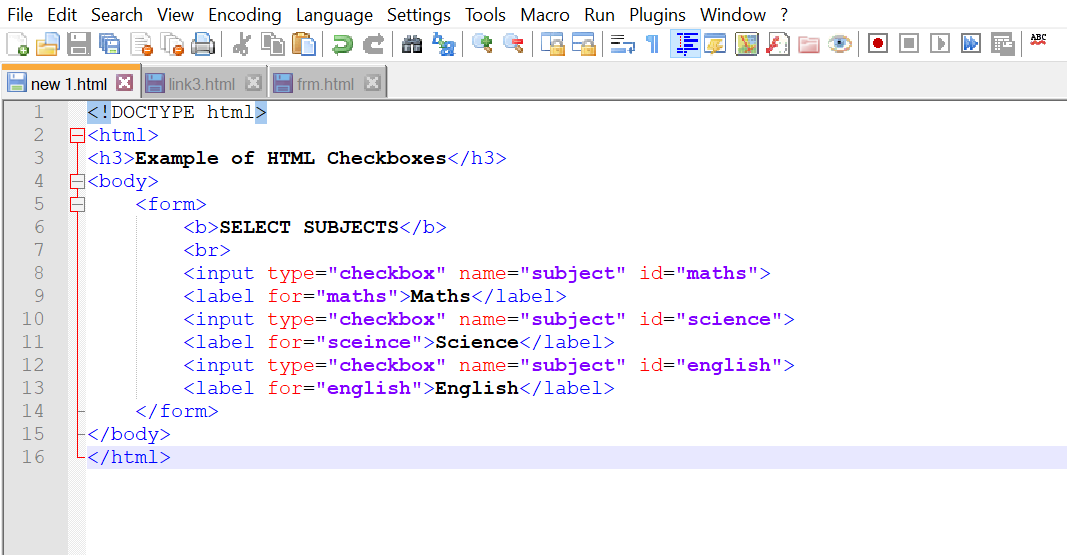 File Edit Search View Encoding Language Settings Tools Macro Run Plugins Window ?
ABC
new 1.html link3.html frm.html
1 <!DOCTYPE html>
2 <html>
3 <h3>Example of HTML Checkboxes</h3>
4 <body>
5 <form>
6 <b>SELECT SUBJECTS</b>
7 <br>
8 <input type="checkbox" name="subject" id="maths">
9 <label for="maths">Maths</label>
10 <input type="checkbox" name="subject" id="science">
11 <label for="sceince">Science</label>
12 <input type="checkbox" name="subject" id="english">
13 <label for="english">English</label>
14 </form>
15 </body>
16 </html>